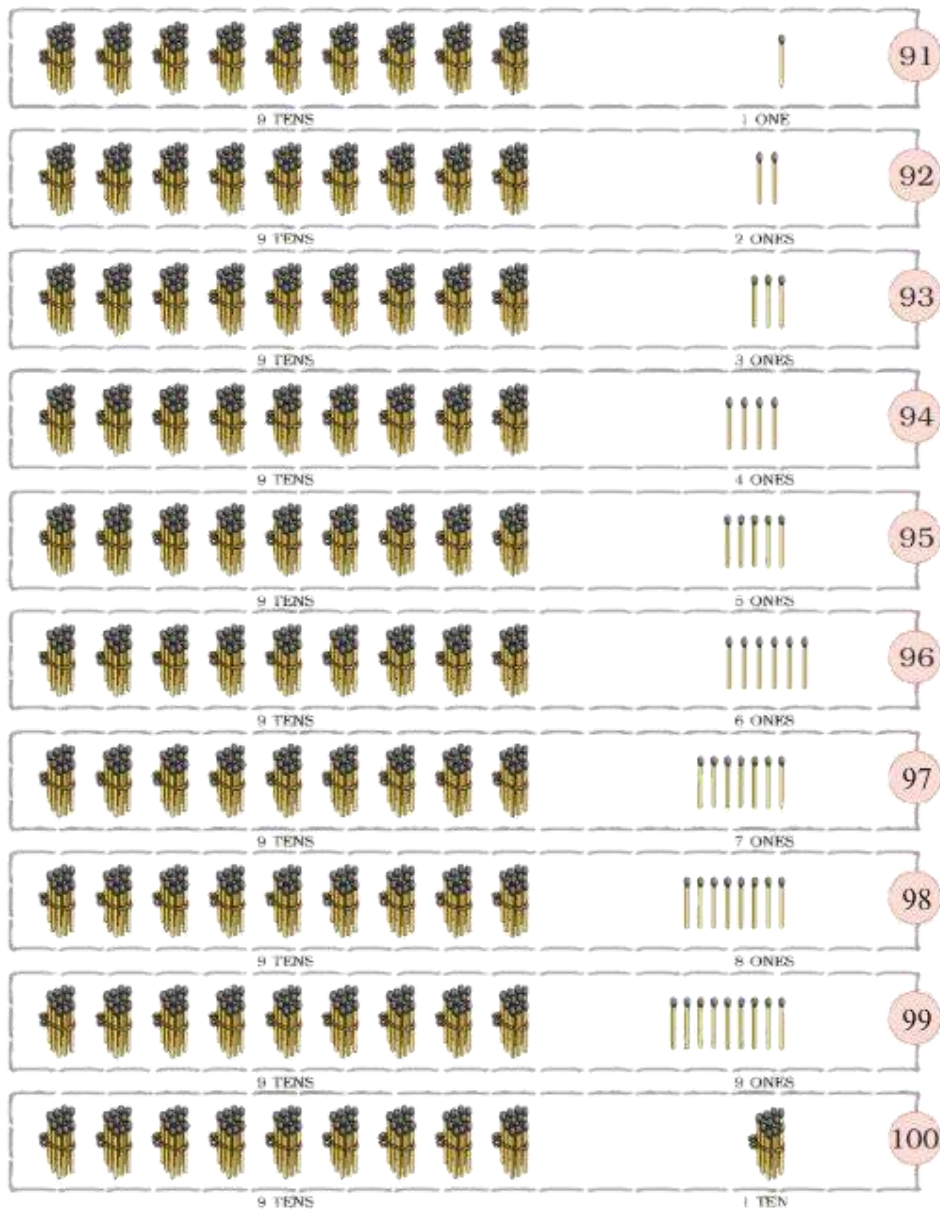 91
9 TENS 1 ONE
92
9 TENS 2 ONES
93
9 TENS 3 ONES
94
9 TENS 4 ONES
95
9 TENS 5 ONES
96
9 TENS 6 ONES
97
9 TENS 7 ONES
98
9 TENS 8 ONES
99
9 TENS 9 ONES
100
9 TENS 1 TEN